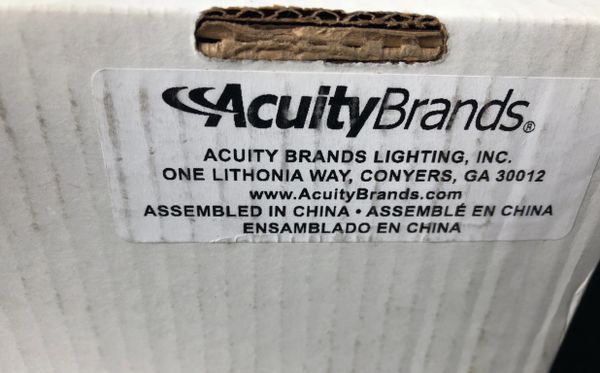 AcuityBrands®
ACUITY BRANDS LIGHTING, INC.
ONE LITHONIA WAY, CONYERS, GA 30012
www.AcuityBrands.com
ASSEMBLED IN CHINA • ASSEMBLÉ EN CHINA
ENSAMBLADO EN CHINA